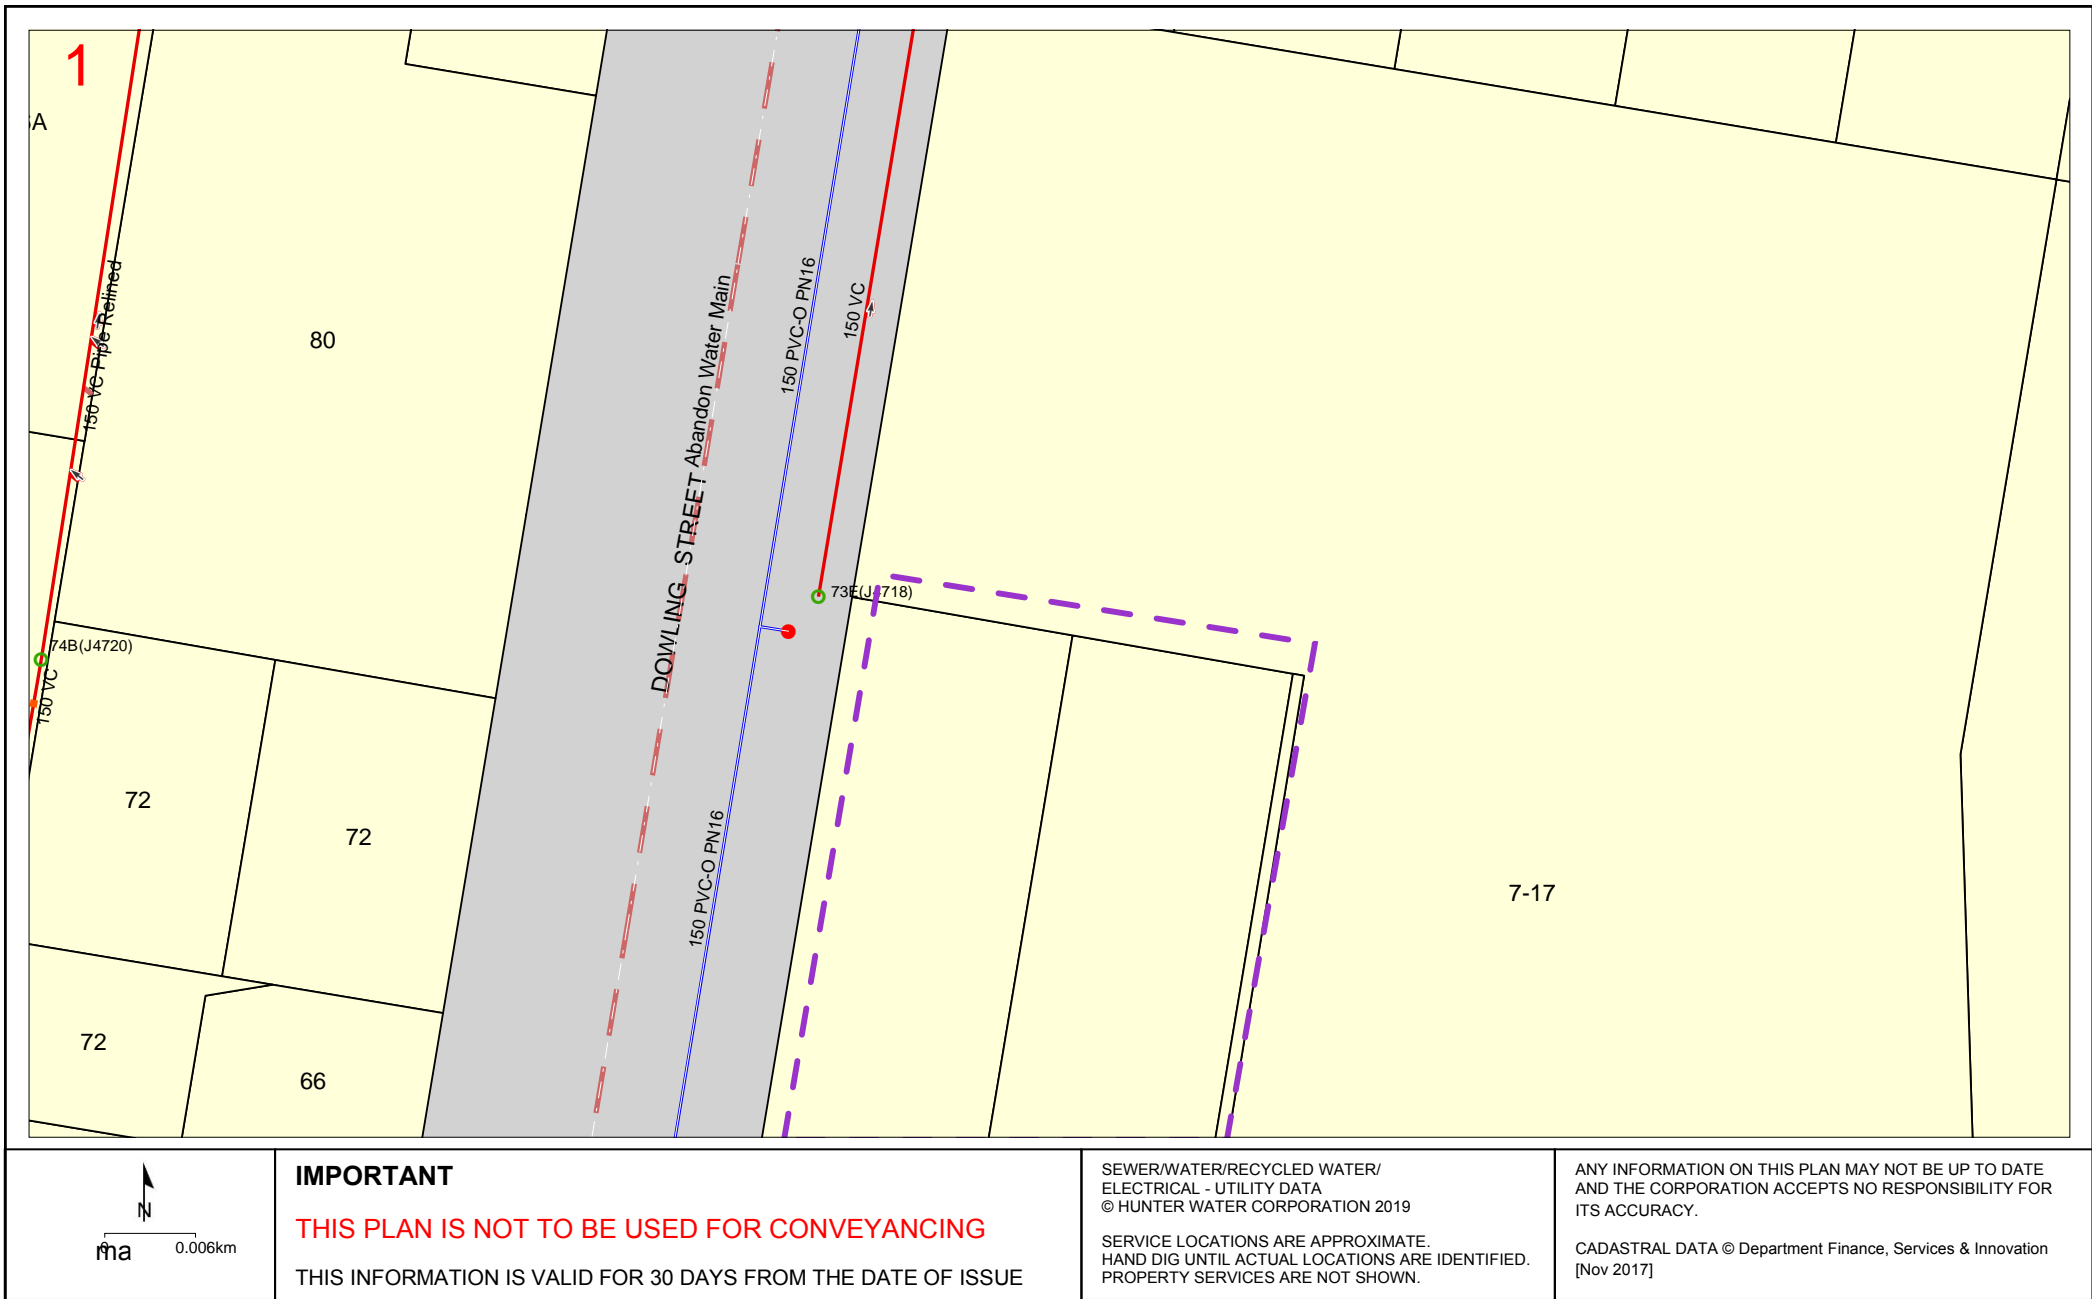 1
80
150 VC Pipe Relined
74B(J4720)
150 VC
72
72
72
66
DOWLING STREET
Abandon Water Main
150 PVC-O PN16
150 VC
73E(J4718)
150 PVC-O PN16
7-17
N
0.006km
IMPORTANT
THIS PLAN IS NOT TO BE USED FOR CONVEYANCING
THIS INFORMATION IS VALID FOR 30 DAYS FROM THE DATE OF ISSUE
SEWER/WATER/RECYCLED WATER/
ELECTRICAL - UTILITY DATA
© HUNTER WATER CORPORATION 2019
SERVICE LOCATIONS ARE APPROXIMATE.
HAND DIG UNTIL ACTUAL LOCATIONS ARE IDENTIFIED.
PROPERTY SERVICES ARE NOT SHOWN.
ANY INFORMATION ON THIS PLAN MAY NOT BE UP TO DATE
AND THE CORPORATION ACCEPTS NO RESPONSIBILITY FOR
ITS ACCURACY.
CADASTRAL DATA © Department Finance, Services & Innovation
[Nov 2017]